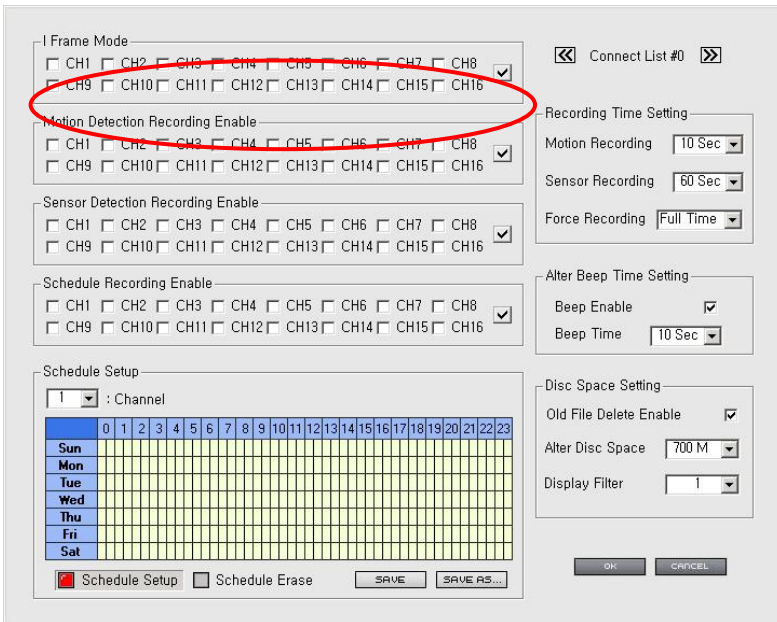 I Frame Mode
CH1 CH2 CH3 CH4 CH5 CH6 CH7 CH8
CH9 CH10 CH11 CH12 CH13 CH14 CH15 CH16
Motion Detection Recording Enable
CH1 CH2 CH3 CH4 CH5 CH6 CH7 CH8
CH9 CH10 CH11 CH12 CH13 CH14 CH15 CH16
Sensor Detection Recording Enable
CH1 CH2 CH3 CH4 CH5 CH6 CH7 CH8
CH9 CH10 CH11 CH12 CH13 CH14 CH15 CH16
Schedule Recording Enable
CH1 CH2 CH3 CH4 CH5 CH6 CH7 CH8
CH9 CH10 CH11 CH12 CH13 CH14 CH15 CH16
Schedule Setup
1 : Channel
0 1 2 3 4 5 6 7 8 9 10 11 12 13 14 15 16 17 18 19 20 21 22 23
Sun
Mon
Tue
Wed
Thu
Fri
Sat
Schedule Setup Schedule Erase SAVE SAVE AS...
Connect List #0
Recording Time Setting
Motion Recording 10 Sec
Sensor Recording 60 Sec
Force Recording Full Time
Alter Beep Time Setting
Beep Enable
Beep Time 10 Sec
Disc Space Setting
Old File Delete Enable
Alter Disc Space 700 M
Display Filter 1
OK CANCEL